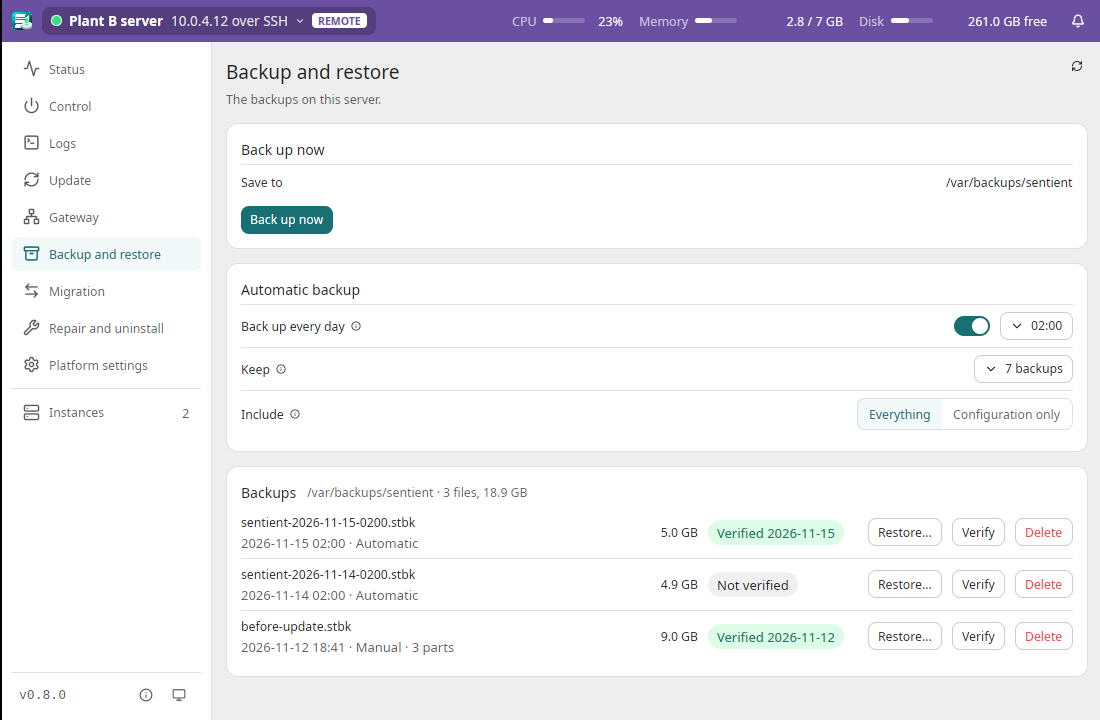 Plant B server 10.0.4.12 over SSH REMOTE CPU 23% Memory 2.8 / 7 GB Disk 261.0 GB free
Status
Control
Logs
Update
Gateway
Backup and restore
Migration
Repair and uninstall
Platform settings
Instances 2
v0.8.0
Backup and restore
The backups on this server.
Back up now
Save to /var/backups/sentient
Back up now
Automatic backup
Back up every day 02:00
Keep 7 backups
Include Everything Configuration only
Backups /var/backups/sentient · 3 files, 18.9 GB
sentient-2026-11-15-0200.stbk
2026-11-15 02:00 · Automatic
5.0 GB Verified 2026-11-15 Restore... Verify Delete
sentient-2026-11-14-0200.stbk
2026-11-14 02:00 · Automatic
4.9 GB Not verified Restore... Verify Delete
before-update.stbk
2026-11-12 18:41 · Manual · 3 parts
9.0 GB Verified 2026-11-12 Restore... Verify Delete